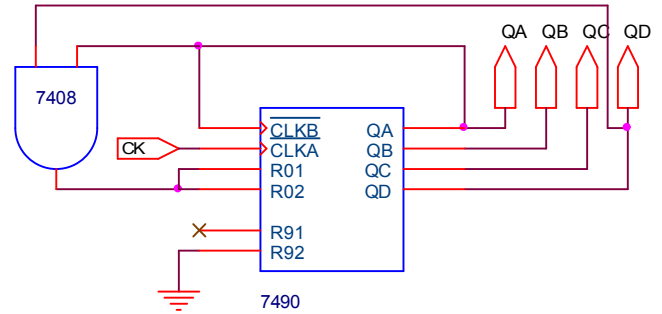 QA QB QC QD
7408
CK
CLKB QA
CLKA QB
R01 QC
R02 QD
R91
R92
7490